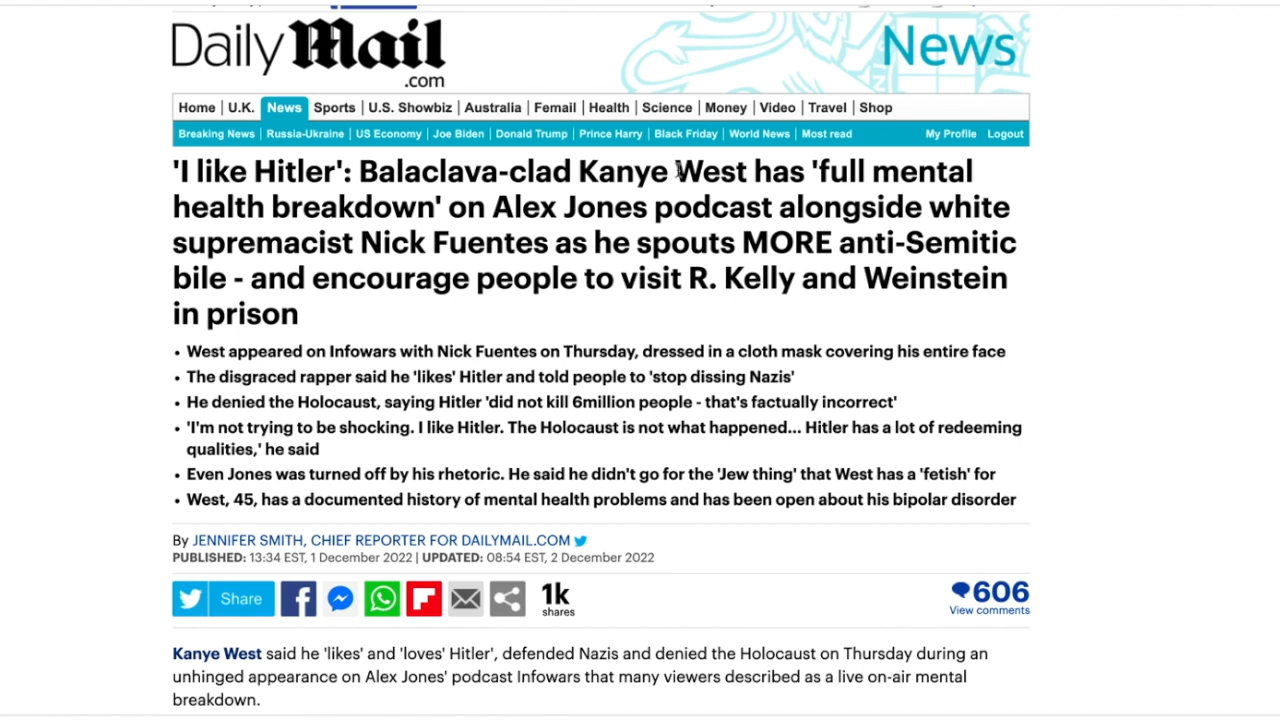 Daily Mail
.com
News
Home | U.K. | News | Sports | U.S. Showbiz | Australia | Femail | Health | Science | Money | Video | Travel | Shop
Breaking News | Russia-Ukraine | US Economy | Joe Biden | Donald Trump | Prince Harry | Black Friday | World News | Most read My Profile Logout
'I like Hitler': Balaclava-clad Kanye West has 'full mental
health breakdown' on Alex Jones podcast alongside white
supremacist Nick Fuentes as he spouts MORE anti-Semitic
bile - and encourage people to visit R. Kelly and Weinstein
in prison
• West appeared on Infowars with Nick Fuentes on Thursday, dressed in a cloth mask covering his entire face
• The disgraced rapper said he 'likes' Hitler and told people to 'stop dissing Nazis'
• He denied the Holocaust, saying Hitler 'did not kill 6million people - that's factually incorrect'
• 'I'm not trying to be shocking. I like Hitler. The Holocaust is not what happened... Hitler has a lot of redeeming
qualities,' he said
• Even Jones was turned off by his rhetoric. He said he didn't go for the 'Jew thing' that West has a 'fetish' for
• West, 45, has a documented history of mental health problems and has been open about his bipolar disorder
By JENNIFER SMITH, CHIEF REPORTER FOR DAILYMAIL.COM
PUBLISHED: 13:34 EST, 1 December 2022 | UPDATED: 08:54 EST, 2 December 2022
Share
1k
shares
606
View comments
Kanye West said he 'likes' and 'loves' Hitler', defended Nazis and denied the Holocaust on Thursday during an
unhinged appearance on Alex Jones' podcast Infowars that many viewers described as a live on-air mental
breakdown.